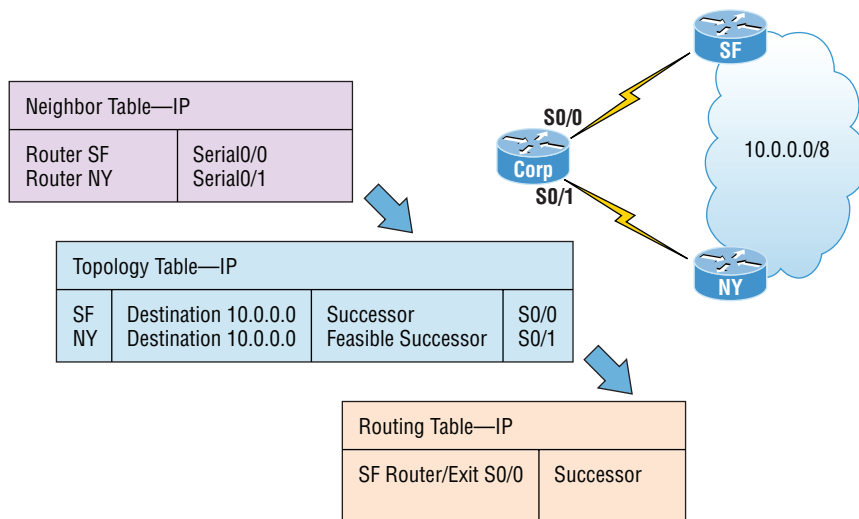 SF
Neighbor Table—IP
Router SF Serial0/0
Router NY Serial0/1
S0/0
Corp
S0/1
10.0.0.0/8
NY
Topology Table—IP
SF Destination 10.0.0.0 Successor S0/0
NY Destination 10.0.0.0 Feasible Successor S0/1
Routing Table—IP
SF Router/Exit S0/0 Successor